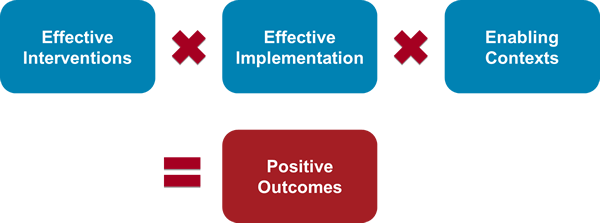 Effective
Interventions
Effective
Implementation
Enabling
Contexts
Positive
Outcomes